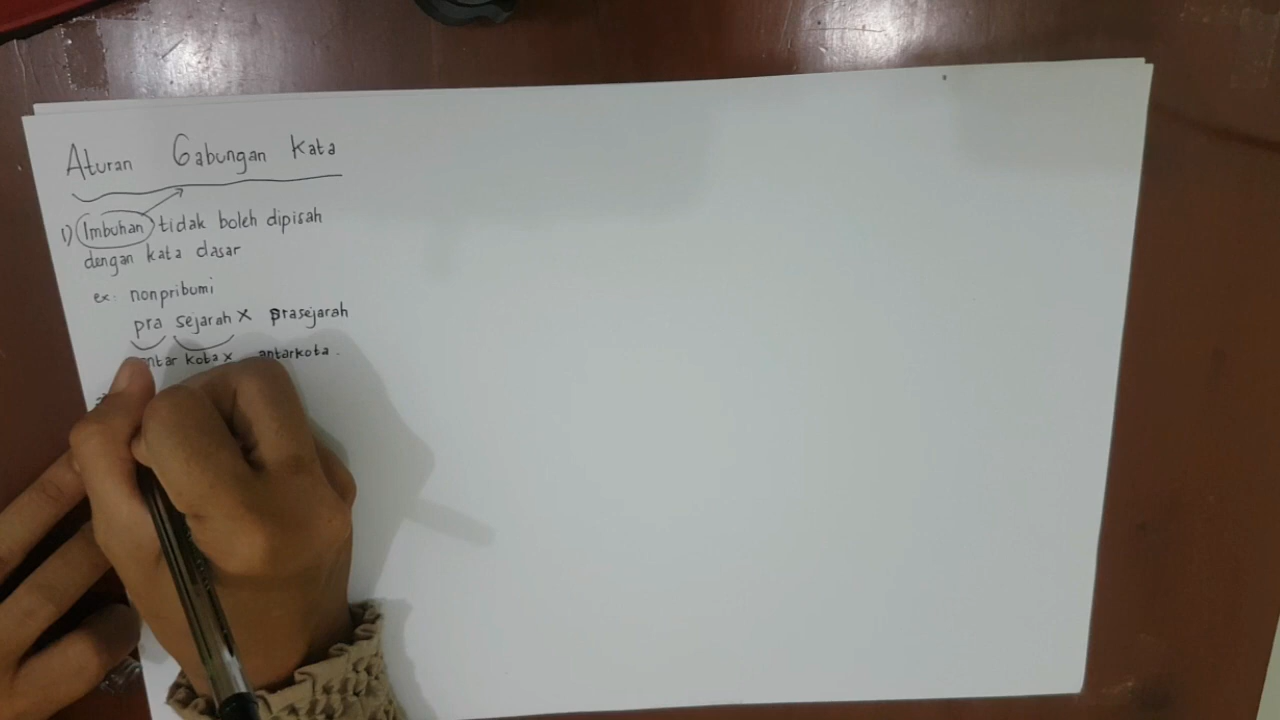 Aturan Gabungan Kata
1) Imbuhan tidak boleh dipisah
dengan kata dasar
ex: nonpribumi
pra sejarah X prasejarah
antar kota X antarkota.